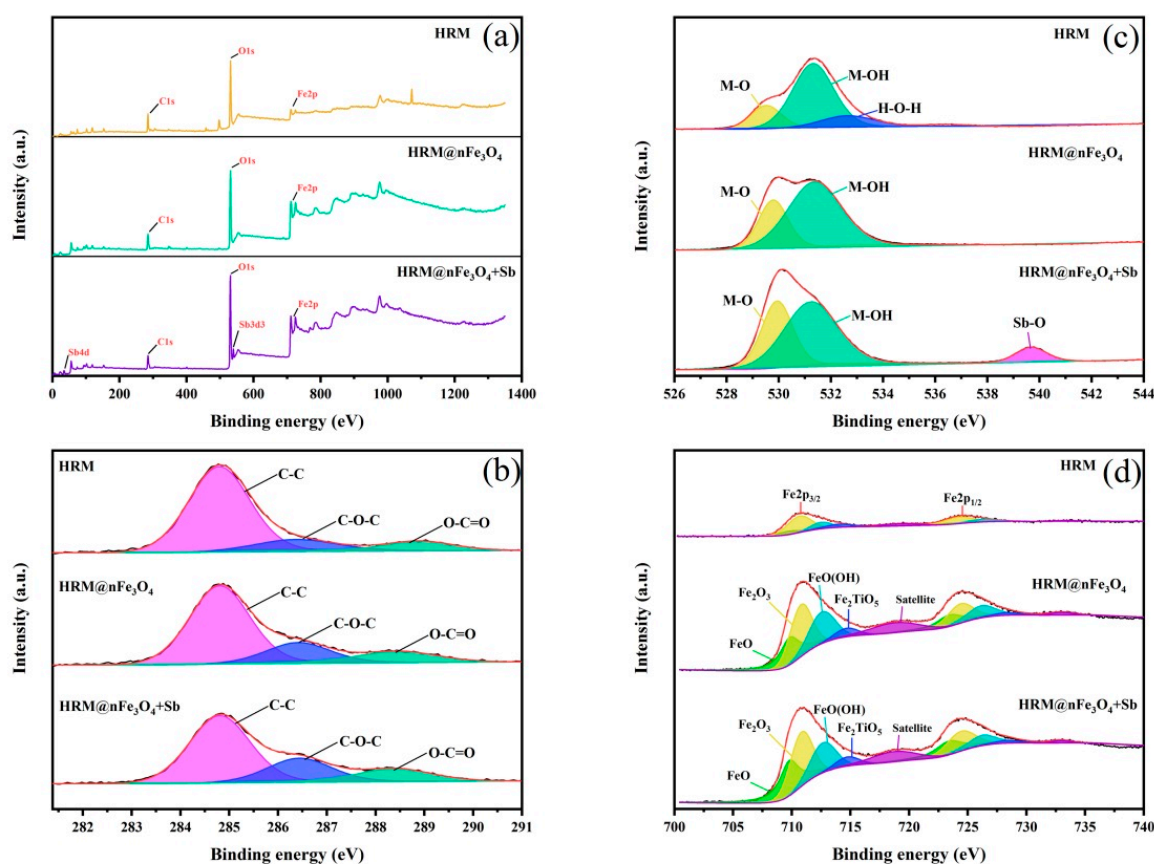 (a)
HRM
O1s
C1s
Fe2p
HRM@nFe₃O₄
O1s
Fe2p
C1s
HRM@nFe₃O₄+Sb
O1s
Fe2p
Sb3d3
C1s
Sb4d
Intensity (a.u.)
0 200 400 600 800 1000 1200 1400
Binding energy (eV)
(c)
HRM
M-OH
M-O
H-O-H
HRM@nFe₃O₄
M-O
M-OH
HRM@nFe₃O₄+Sb
M-O
M-OH
Sb-O
Intensity (a.u.)
526 528 530 532 534 536 538 540 542 544
Binding energy (eV)
(b)
HRM
C-C
C-O-C
O-C=O
HRM@nFe₃O₄
C-C
C-O-C
O-C=O
HRM@nFe₃O₄+Sb
C-C
C-O-C
O-C=O
Intensity (a.u.)
282 283 284 285 286 287 288 289 290 291
Binding energy (eV)
(d)
HRM
Fe2p₃/₂
Fe2p₁/₂
HRM@nFe₃O₄
FeO(OH)
Fe₂O₃
Fe₂TiO₅
Satellite
FeO
HRM@nFe₃O₄+Sb
FeO(OH)
Fe₂O₃
Fe₂TiO₅
Satellite
FeO
Intensity (a.u.)
700 705 710 715 720 725 730 735 740
Binding energy (eV)